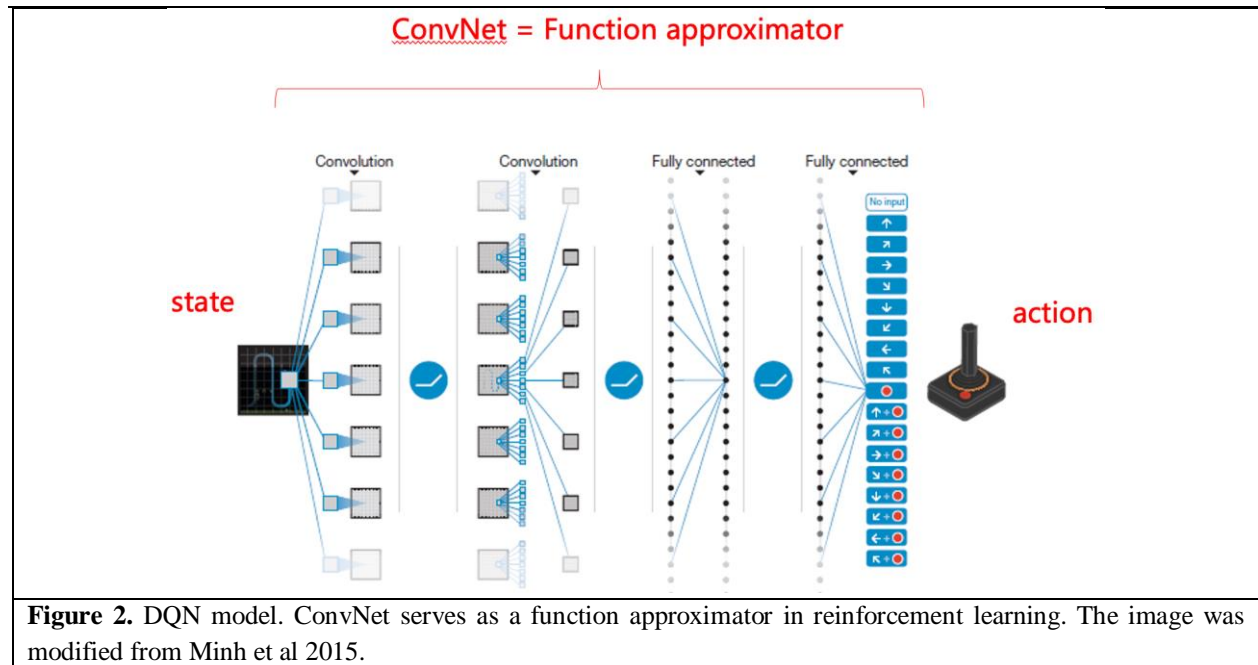 ConvNet = Function approximator
Convolution
Convolution
Fully connected
Fully connected
No input
↑
↗
→
↘
↓
↙
←
↖
↑+
↗+
→+
↘+
↓+
↙+
←+
↖+
state
action
Figure 2. DQN model. ConvNet serves as a function approximator in reinforcement learning. The image was
modified from Minh et al 2015.